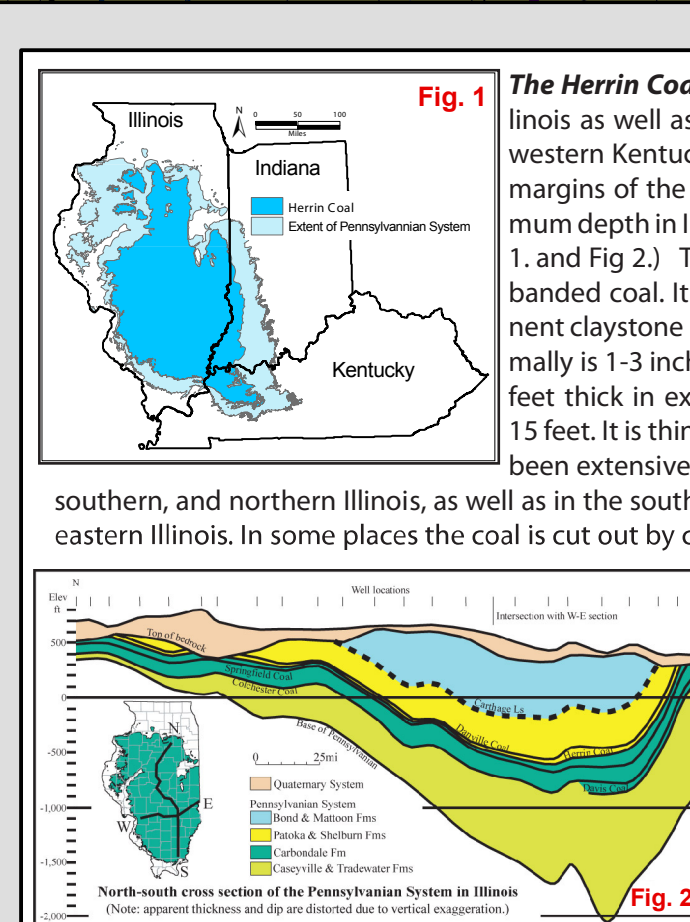 Fig. 1
N
0 50 100
Miles
Illinois
Indiana
Herrin Coal
Extent of Pennsylvannian System
Kentucky
The Herrin Coa
linois as well as
western Kentuc
margins of the
mum depth in I
1. and Fig 2.) T
banded coal. It
nent claystone
mally is 1-3 inch
feet thick in ex
15 feet. It is thin
been extensive
southern, and northern Illinois, as well as in the south
eastern Illinois. In some places the coal is cut out by c
N
Elev
ft
Well locations
Intersection with W-E section
500
0
-500
-1,000
-1,500
-2,000
Top of bedrock
Springfield Coal
Colchester Coal
Base of Pennsylvanian
Carthage Ls
Danville Coal
Herrin Coal
Davis Coal
N
E
W
S
0 25mi
Quaternary System
Pennsylvanian System
Bond & Mattoon Fms
Patoka & Shelburn Fms
Carbondale Fm
Caseyville & Tradewater Fms
North-south cross section of the Pennsylvanian System in Illinois
(Note: apparent thickness and dip are distorted due to vertical exaggeration.)
Fig. 2